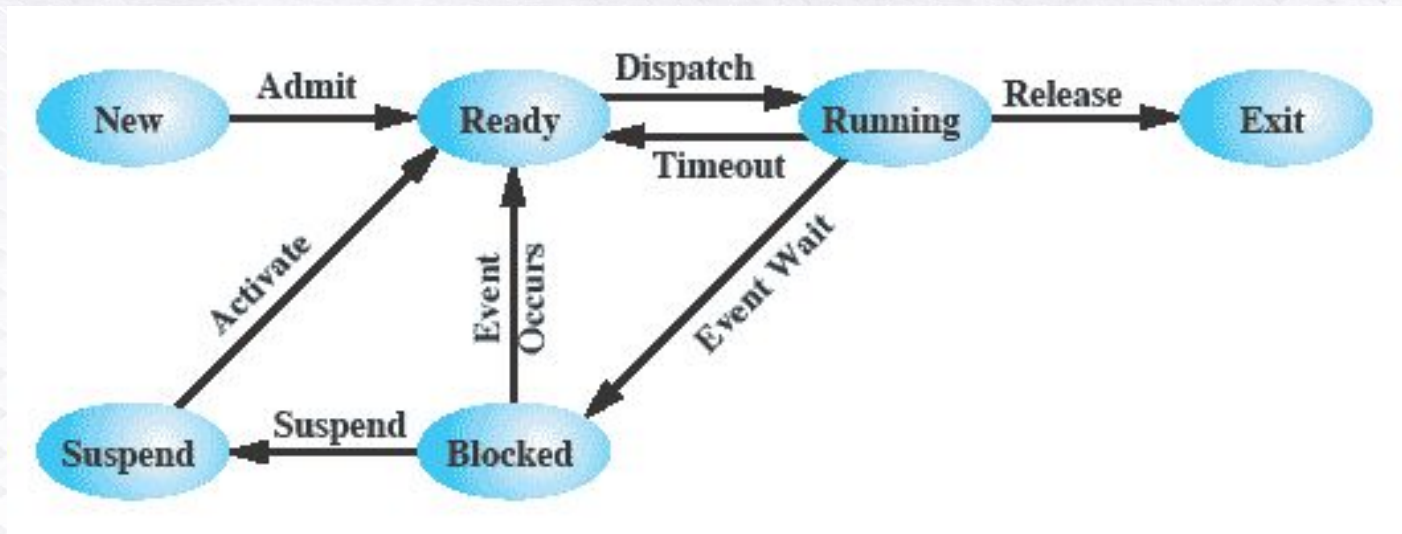 Dispatch
Admit
Release
New
Ready
Running
Exit
Timeout
Activate
Event
Occurs
Event Wait
Suspend
Suspend
Blocked